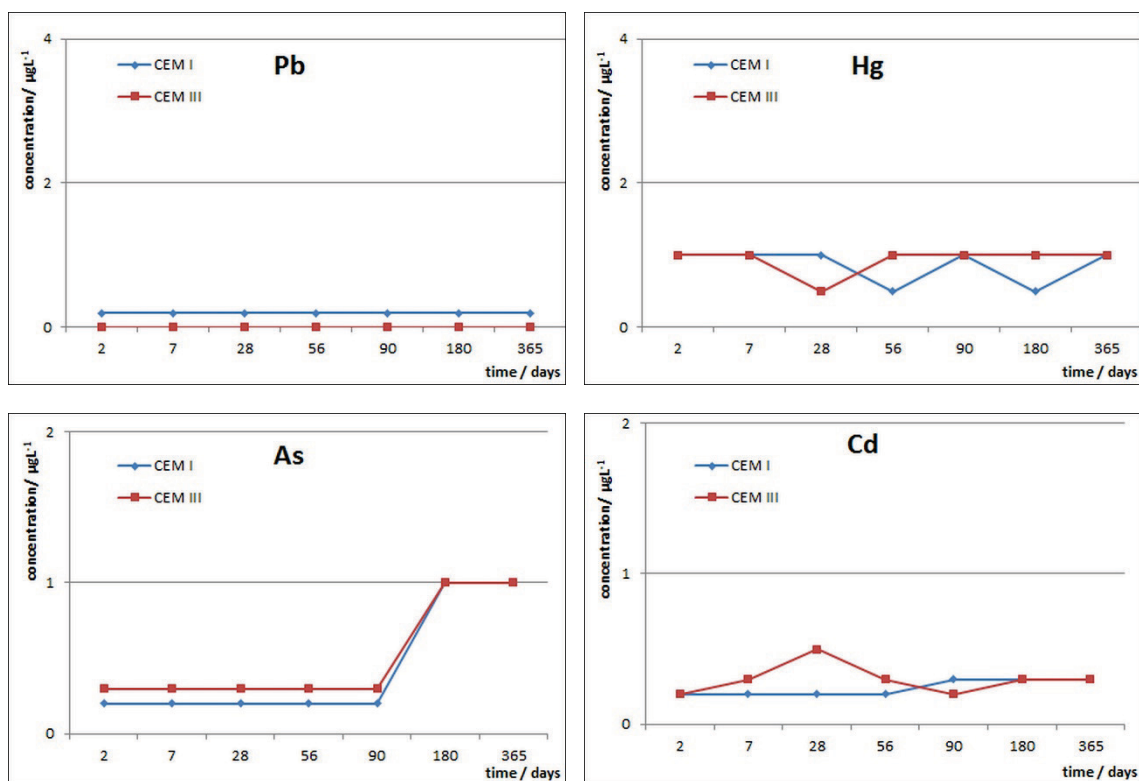 Pb
concentration/ µgL⁻¹
CEM I
CEM III
4
2
0
2 7 28 56 90 180 365
time / days
Hg
concentration/ µgL⁻¹
CEM I
CEM III
4
2
0
2 7 28 56 90 180 365
time / days
As
concentration/ µgL⁻¹
CEM I
CEM III
2
1
0
2 7 28 56 90 180 365
time / days
Cd
concentration/ µgL⁻¹
CEM I
CEM III
2
1
0
2 7 28 56 90 180 365
time / days